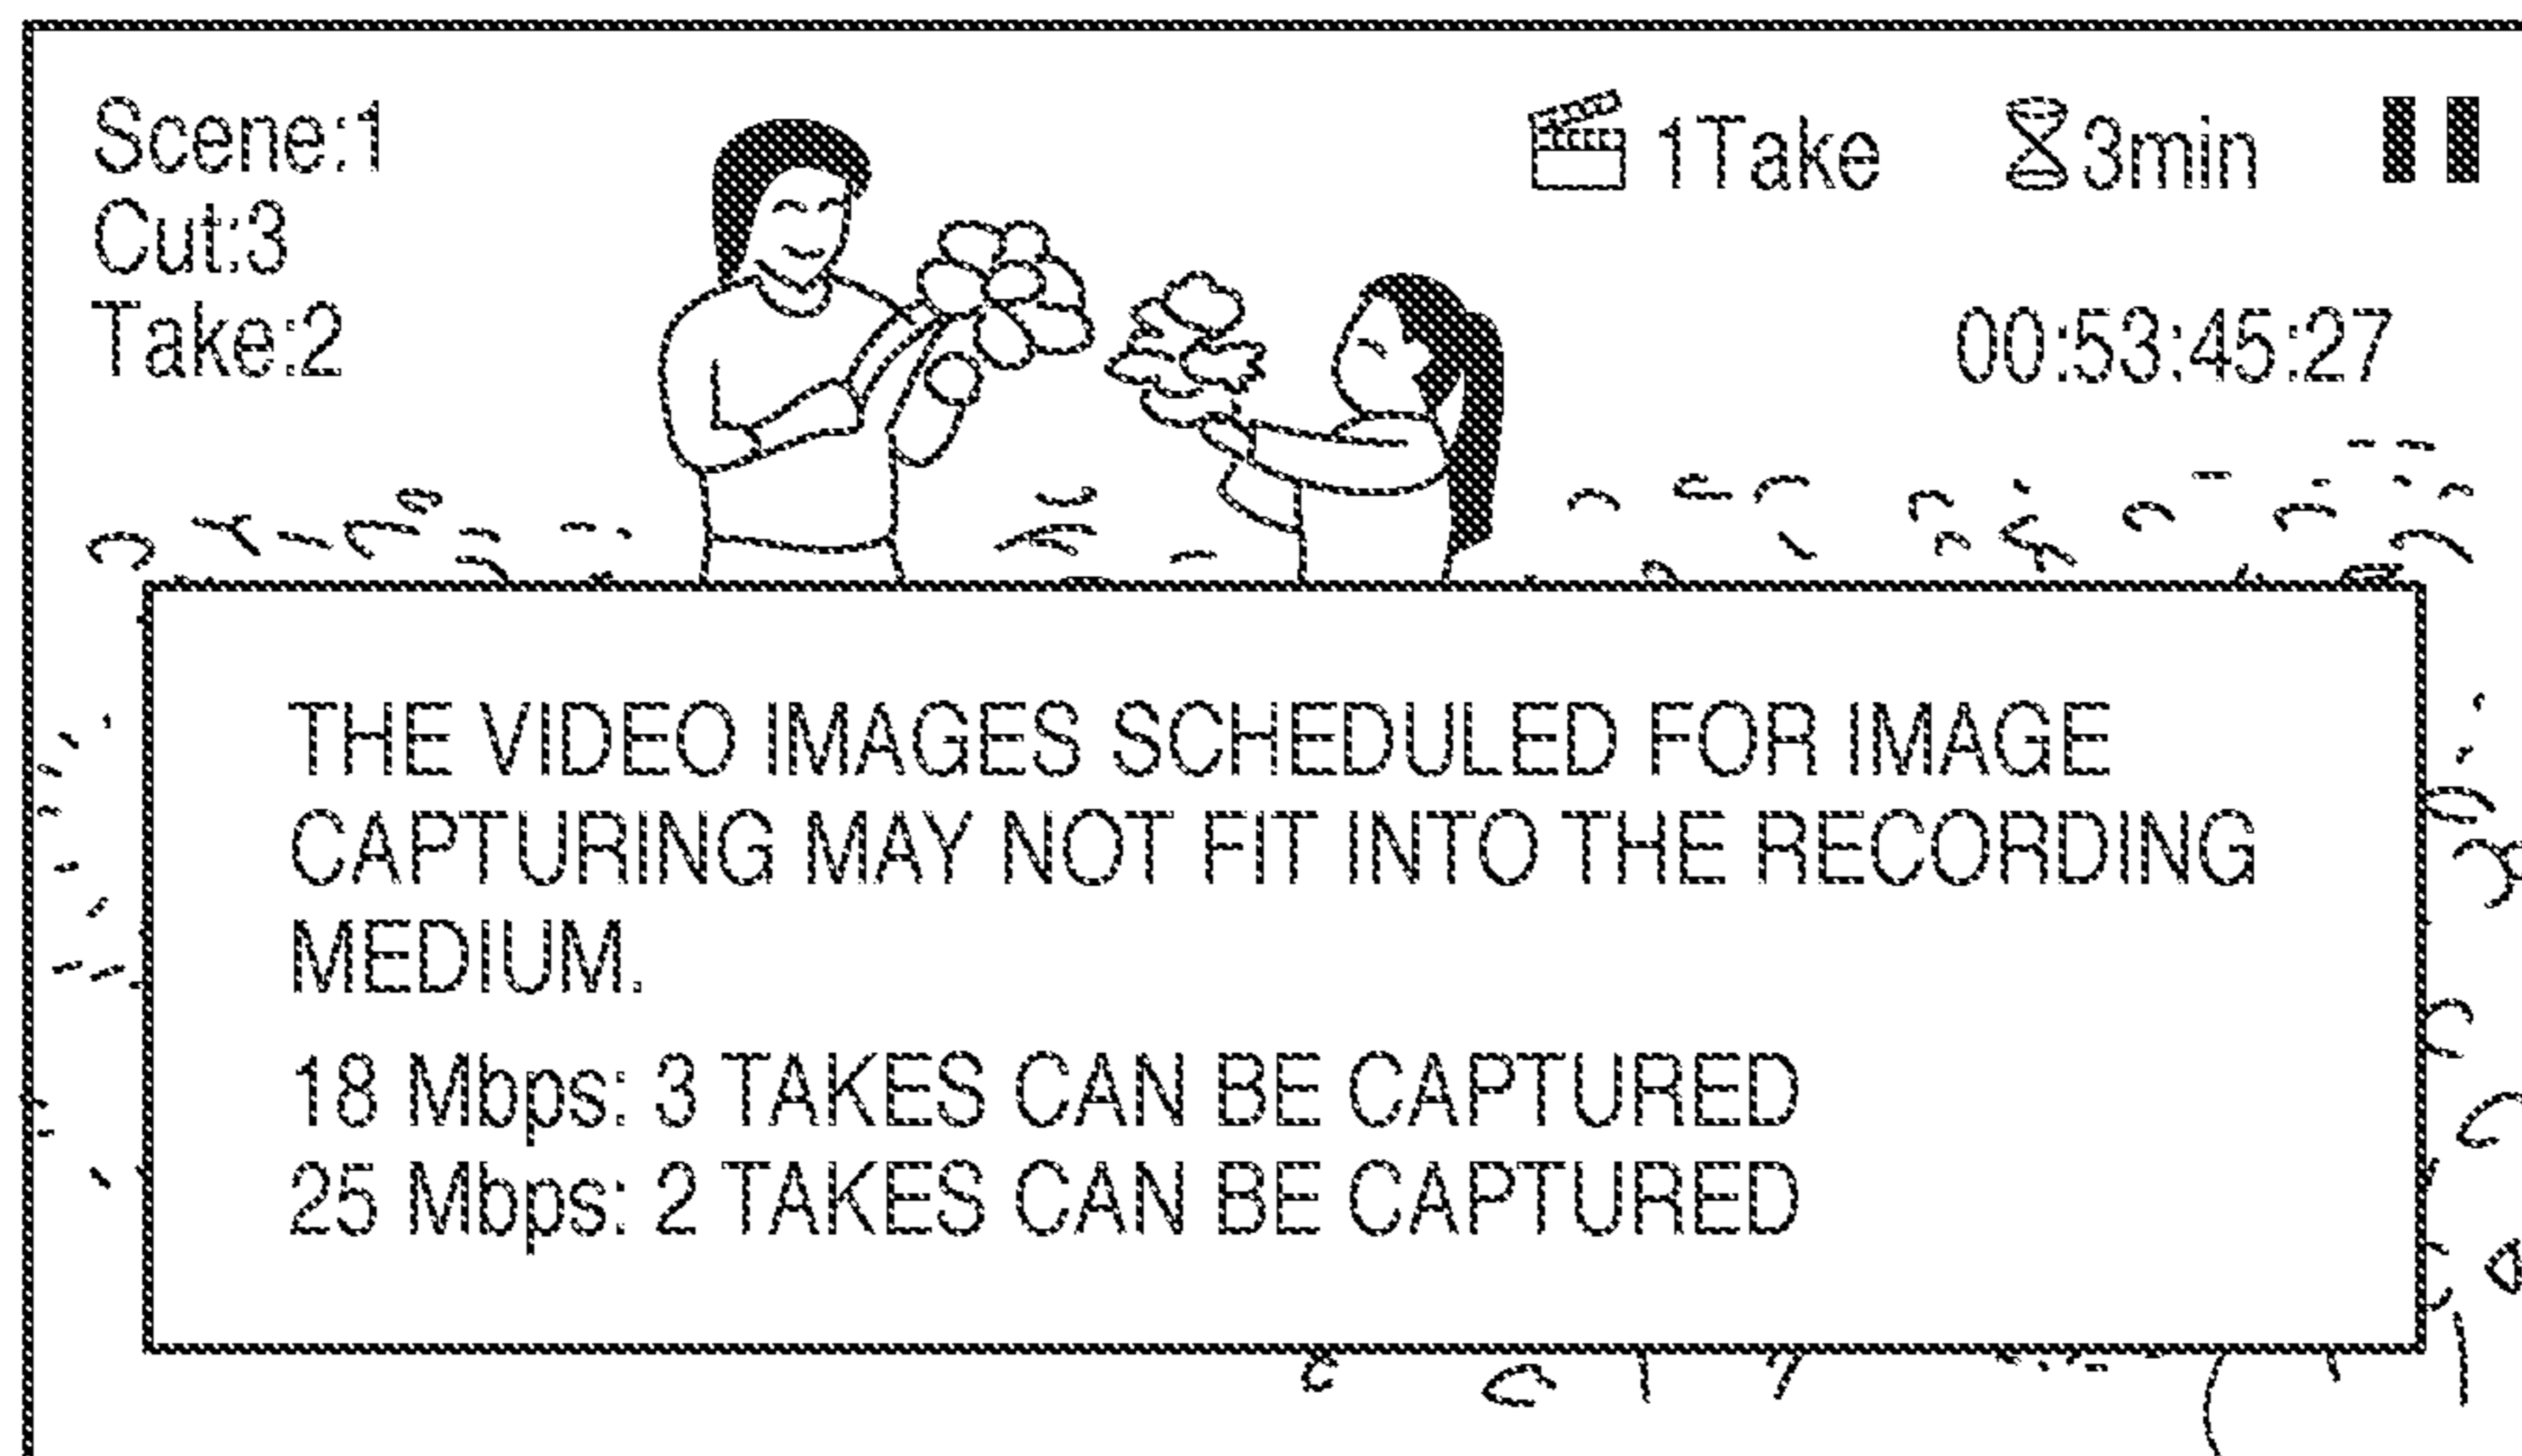 Scene:1
Cut:3
Take:2
1Take 3min
00:53:45:27
THE VIDEO IMAGES SCHEDULED FOR IMAGE
CAPTURING MAY NOT FIT INTO THE RECORDING
MEDIUM.
18 Mbps: 3 TAKES CAN BE CAPTURED
25 Mbps: 2 TAKES CAN BE CAPTURED